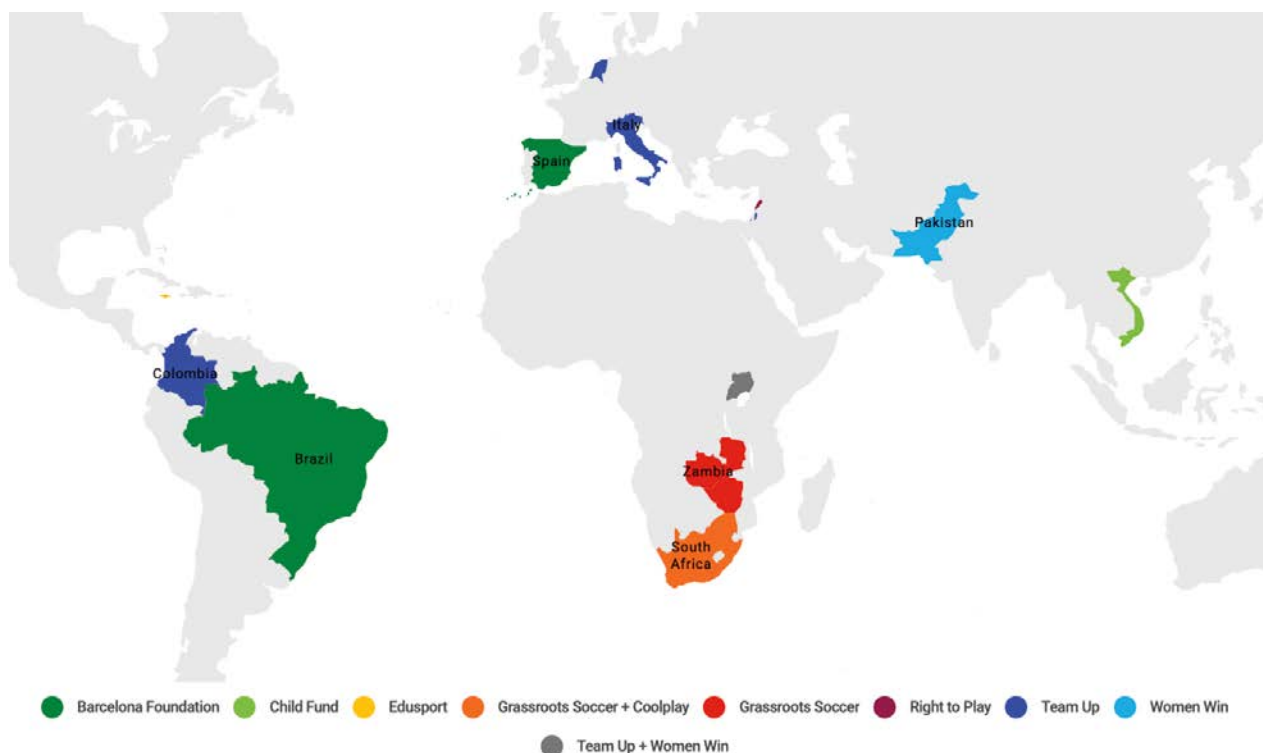 Italy
Spain
Pakistan
Colombia
Brazil
Zambia
South
Africa
Barcelona Foundation
Child Fund
Edusport
Grassroots Soccer + Coolplay
Grassroots Soccer
Right to Play
Team Up
Women Win
Team Up + Women Win